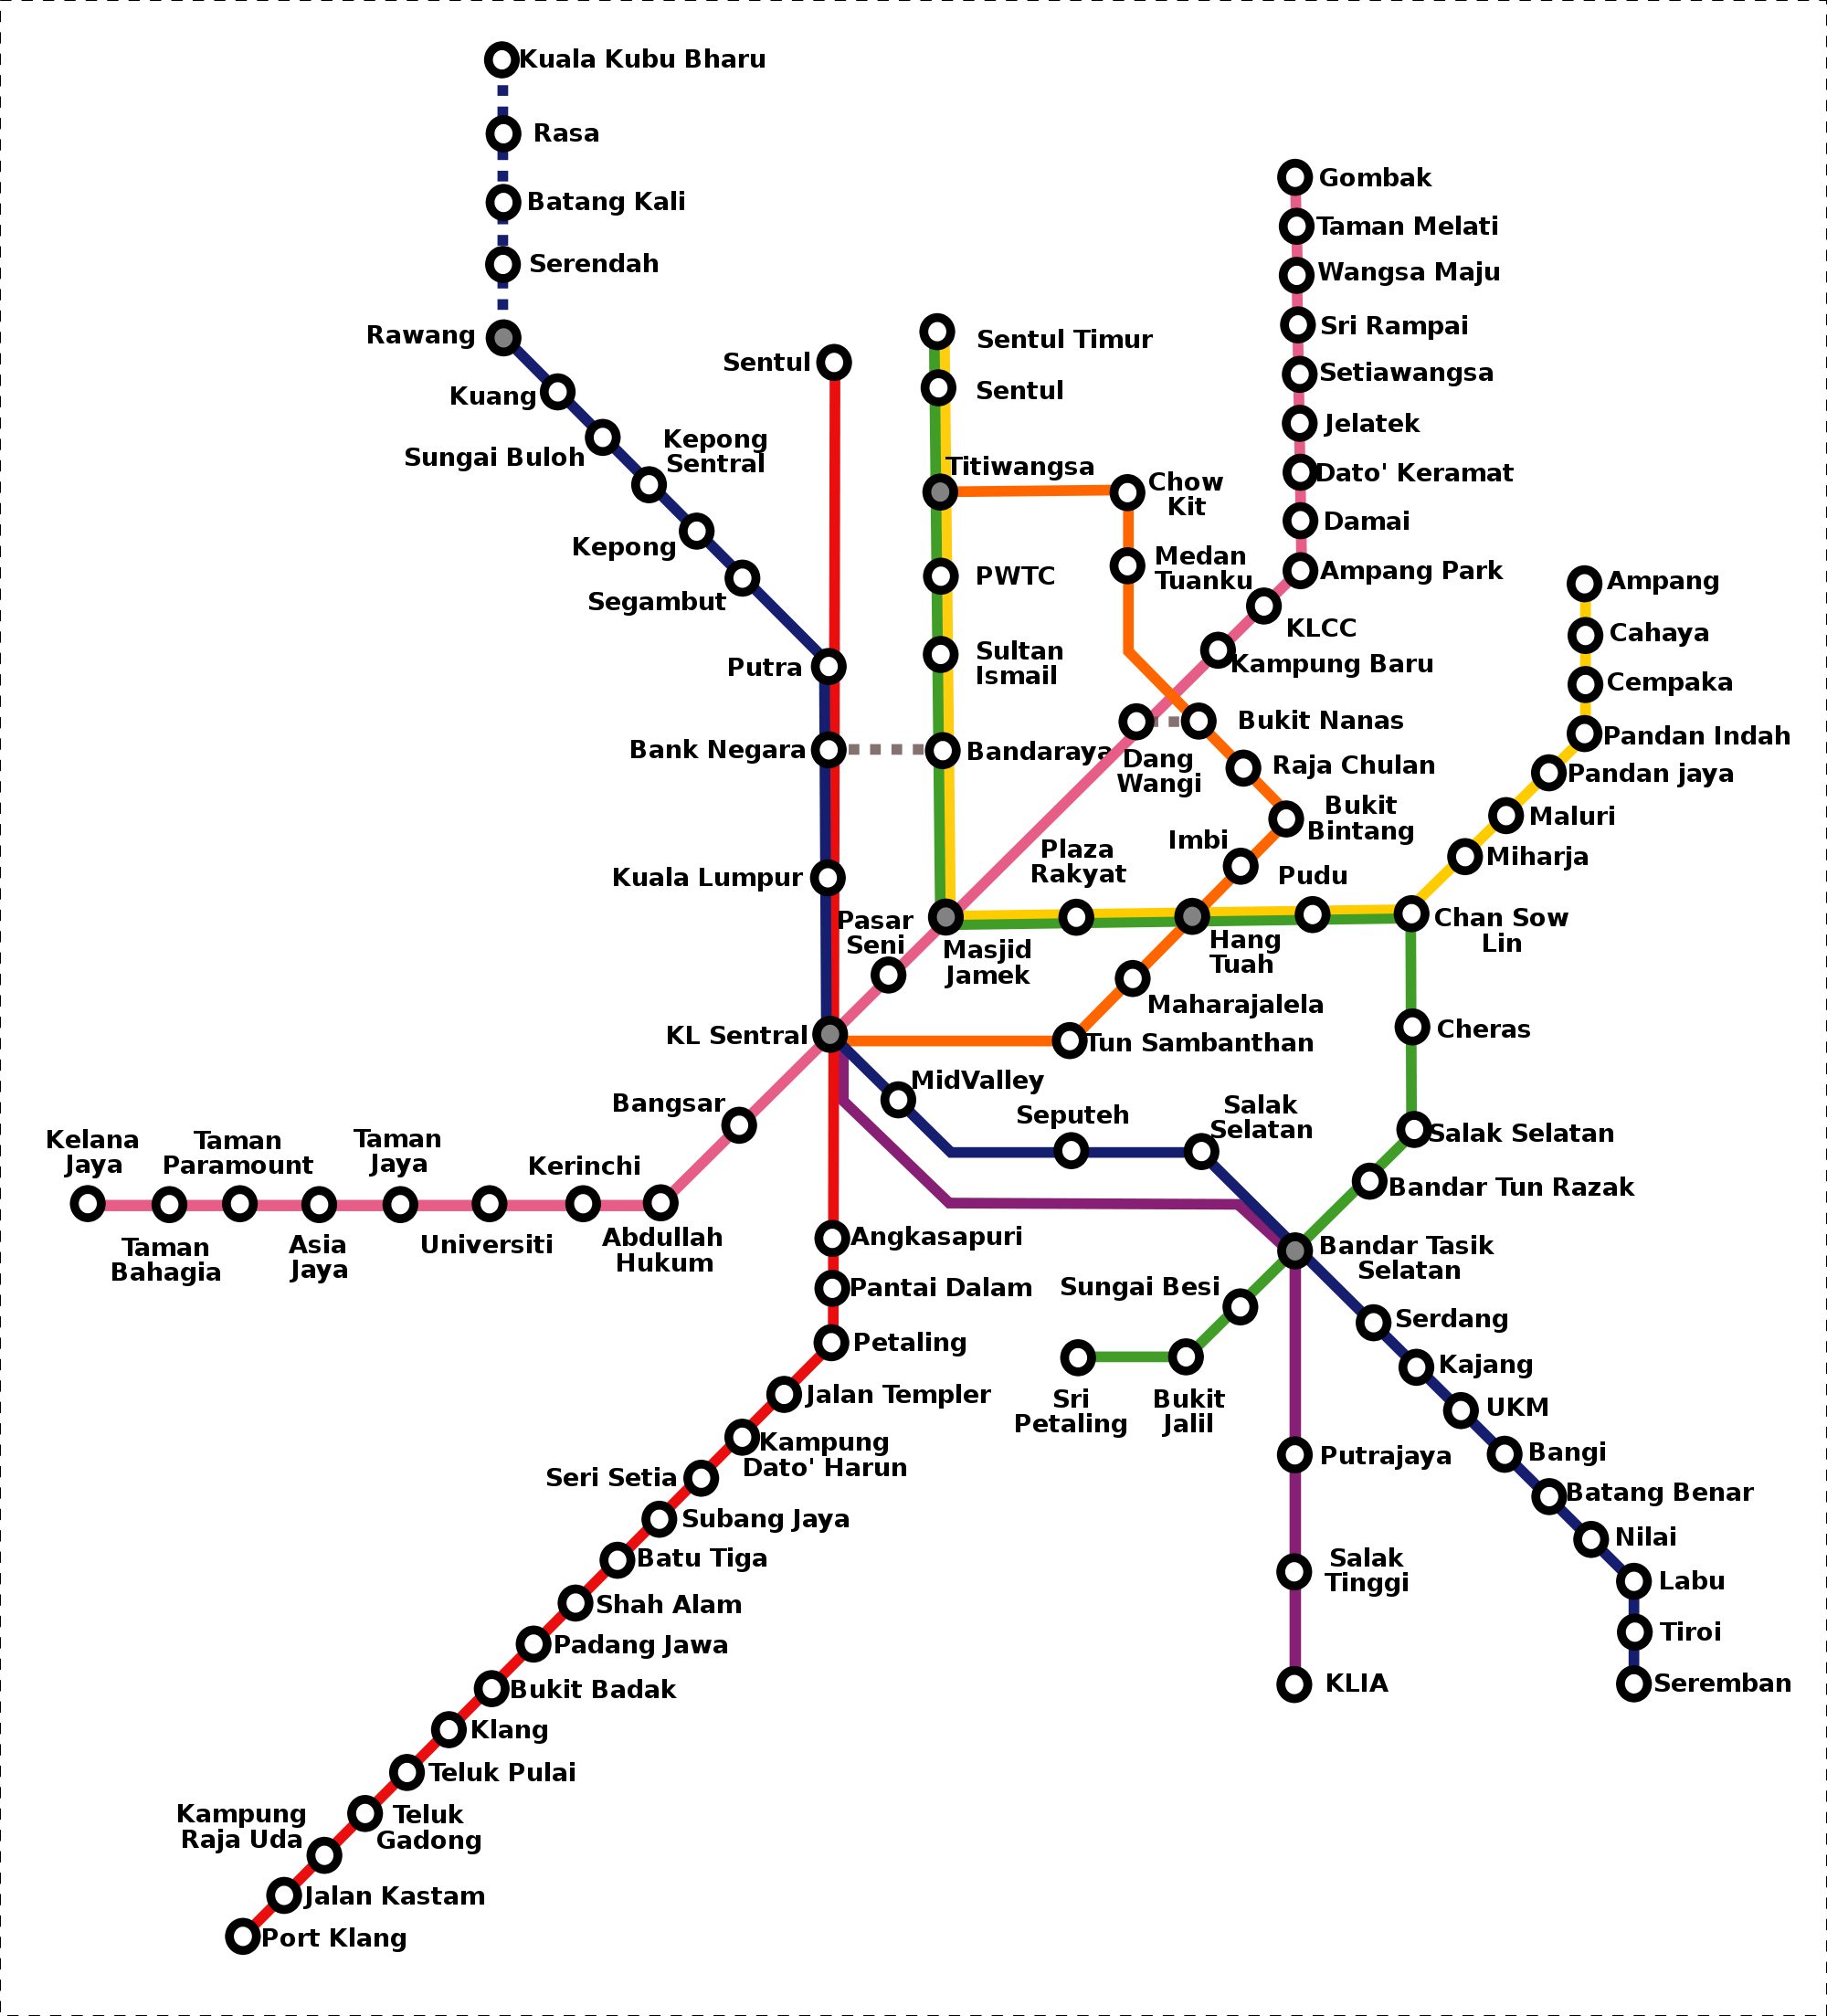 Kuala Kubu Bharu
Rasa
Batang Kali
Serendah
Rawang
Kuang
Sungai Buloh
Kepong
Sentral
Kepong
Segambut
Putra
Bank Negara
Kuala Lumpur
KL Sentral
Sentul
Sentul Timur
Sentul
Titiwangsa
PWTC
Sultan
Ismail
Bandaraya
Chow
Kit
Medan
Tuanku
Gombak
Taman Melati
Wangsa Maju
Sri Rampai
Setiawangsa
Jelatek
Dato' Keramat
Damai
Ampang Park
KLCC
Kampung Baru
Dang
Wangi
Bukit Nanas
Raja Chulan
Bukit
Bintang
Imbi
Pudu
Plaza
Rakyat
Hang
Tuah
Masjid
Jamek
Pasar
Seni
Maharajalela
Tun Sambanthan
Ampang
Cahaya
Cempaka
Pandan Indah
Pandan jaya
Maluri
Miharja
Chan Sow
Lin
Cheras
Salak Selatan
Bandar Tun Razak
Bandar Tasik
Selatan
Sungai Besi
Bukit
Jalil
Sri
Petaling
MidValley
Seputeh
Salak
Selatan
Serdang
Kajang
UKM
Bangi
Batang Benar
Nilai
Labu
Tiroi
Seremban
Putrajaya
Salak
Tinggi
KLIA
Bangsar
Abdullah
Hukum
Kerinchi
Universiti
Taman
Jaya
Asia
Jaya
Taman
Paramount
Taman
Bahagia
Kelana
Jaya
Angkasapuri
Pantai Dalam
Petaling
Jalan Templer
Kampung
Dato' Harun
Seri Setia
Subang Jaya
Batu Tiga
Shah Alam
Padang Jawa
Bukit Badak
Klang
Teluk Pulai
Teluk
Gadong
Kampung
Raja Uda
Jalan Kastam
Port Klang